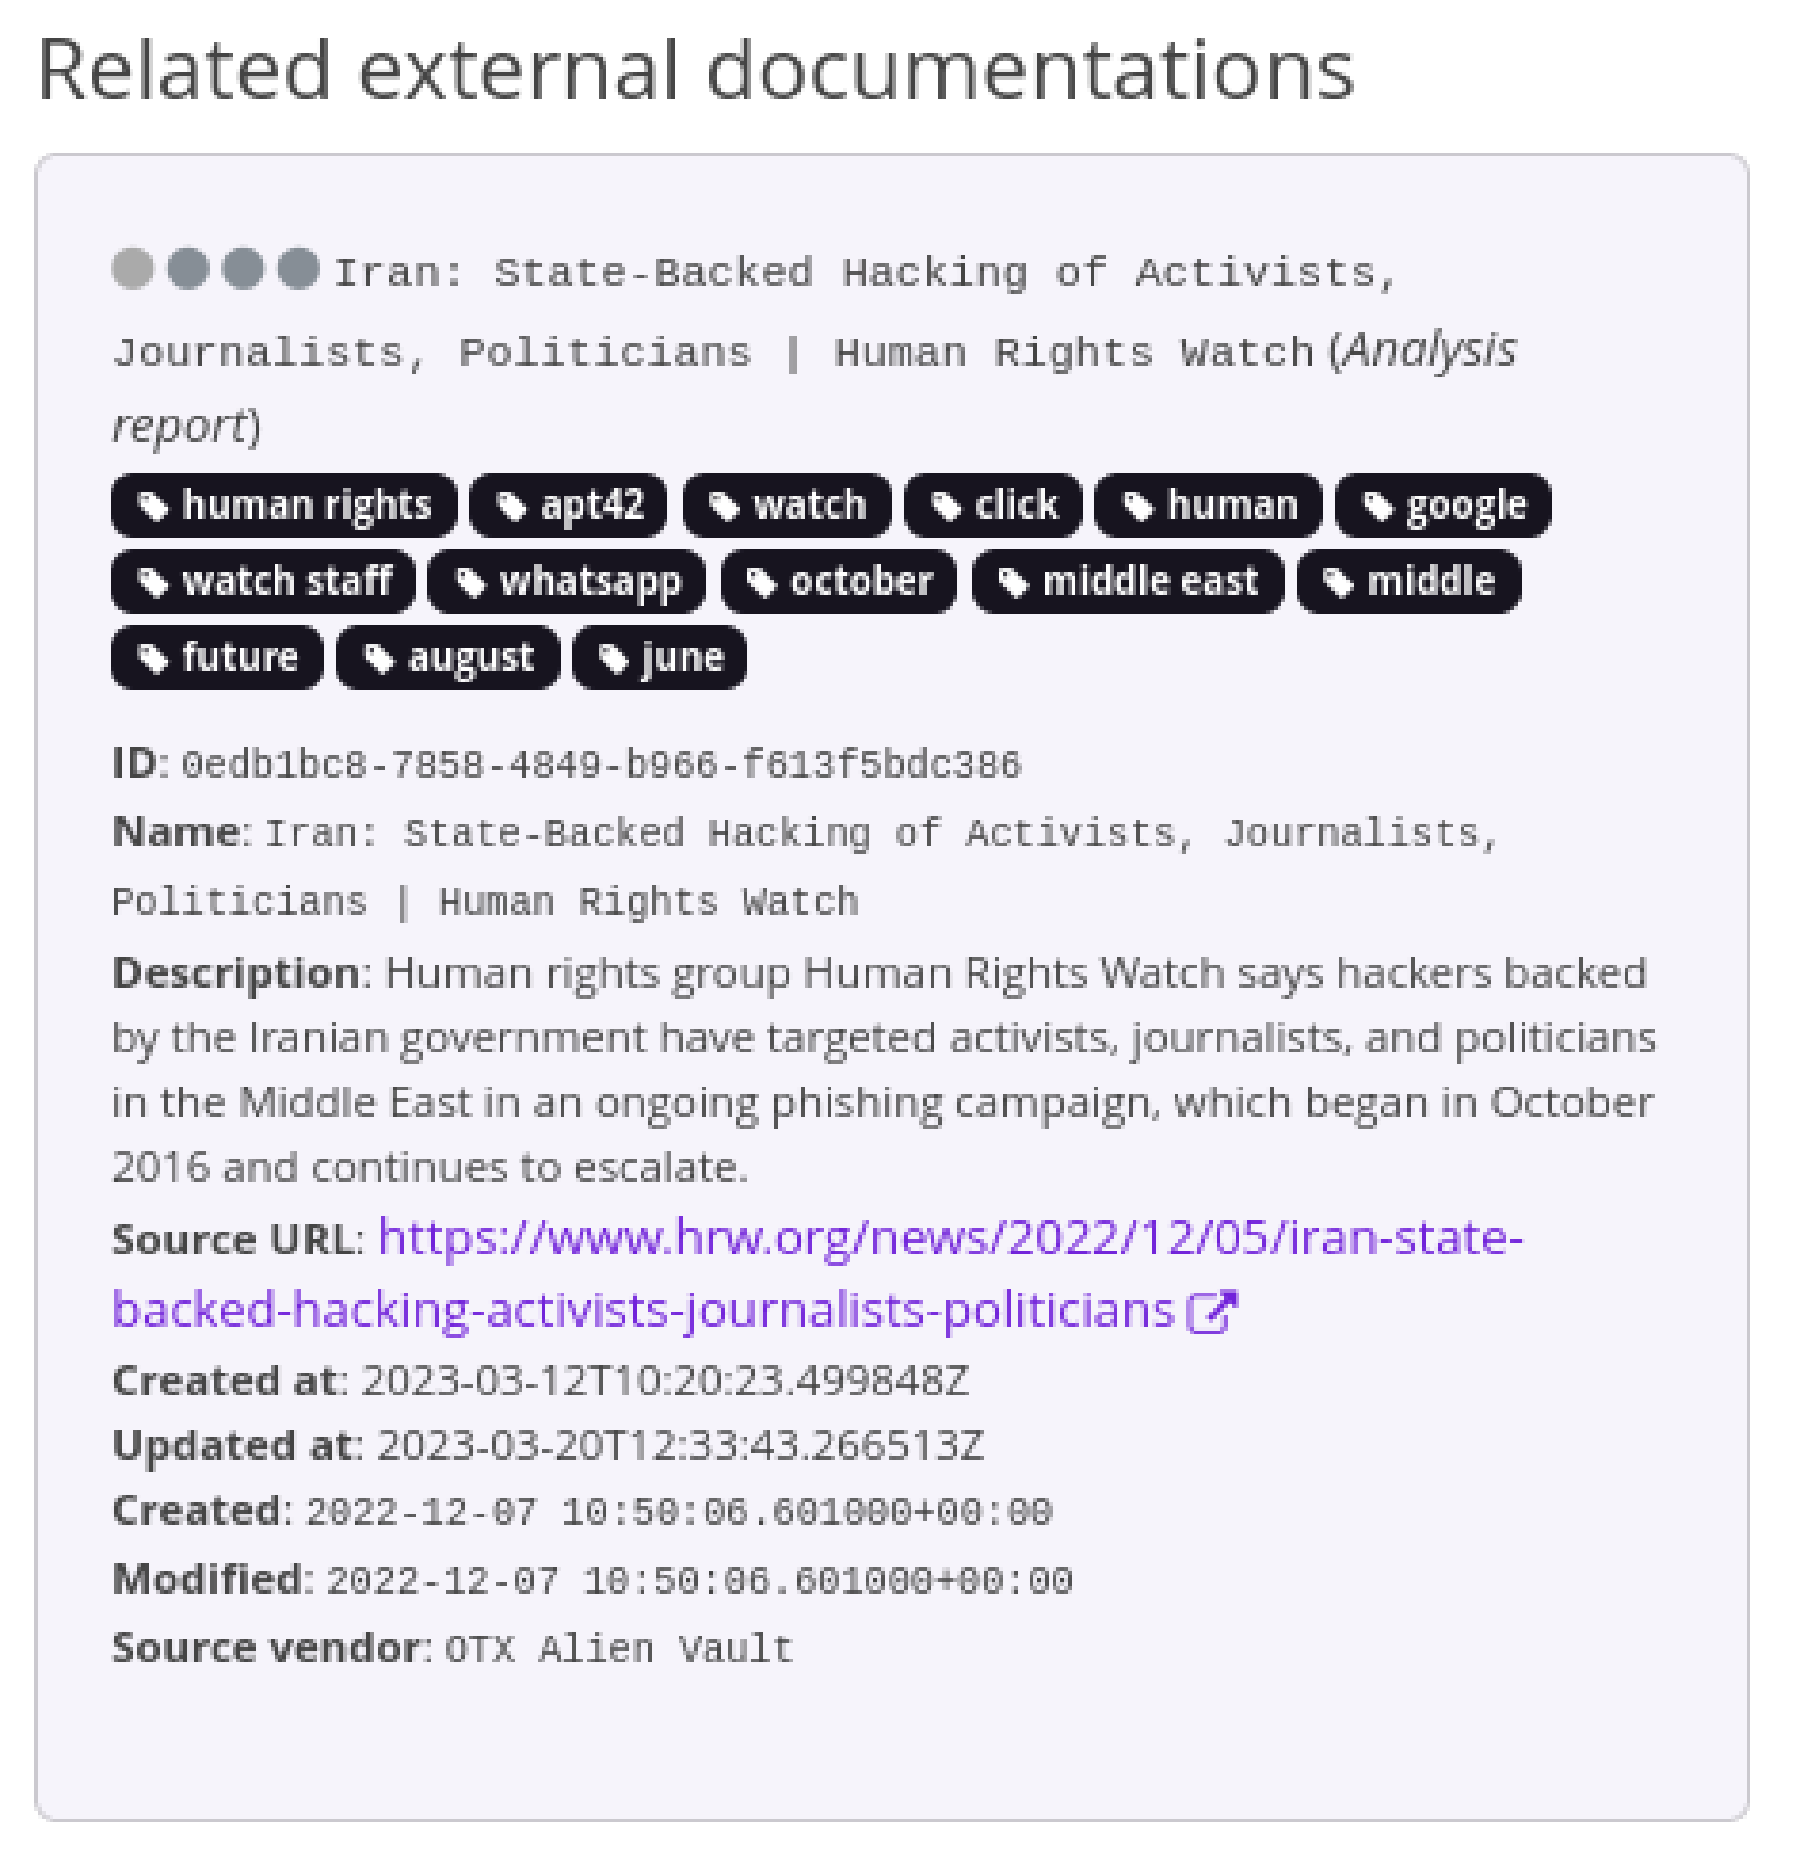 Related external documentations
Iran: State-Backed Hacking of Activists,
Journalists, Politicians | Human Rights Watch (Analysis
report)
human rights apt42 watch click human google
watch staff whatsapp october middle east middle
future august june
ID: 0edb1bc8-7858-4849-b966-f613f5bdc386
Name: Iran: State-Backed Hacking of Activists, Journalists,
Politicians | Human Rights Watch
Description: Human rights group Human Rights Watch says hackers backed
by the Iranian government have targeted activists, journalists, and politicians
in the Middle East in an ongoing phishing campaign, which began in October
2016 and continues to escalate.
Source URL: https://www.hrw.org/news/2022/12/05/iran-state-
backed-hacking-activists-journalists-politicians
Created at: 2023-03-12T10:20:23.499848Z
Updated at: 2023-03-20T12:33:43.266513Z
Created: 2022-12-07 10:50:06.601000+00:00
Modified: 2022-12-07 10:50:06.601000+00:00
Source vendor: OTX Alien Vault